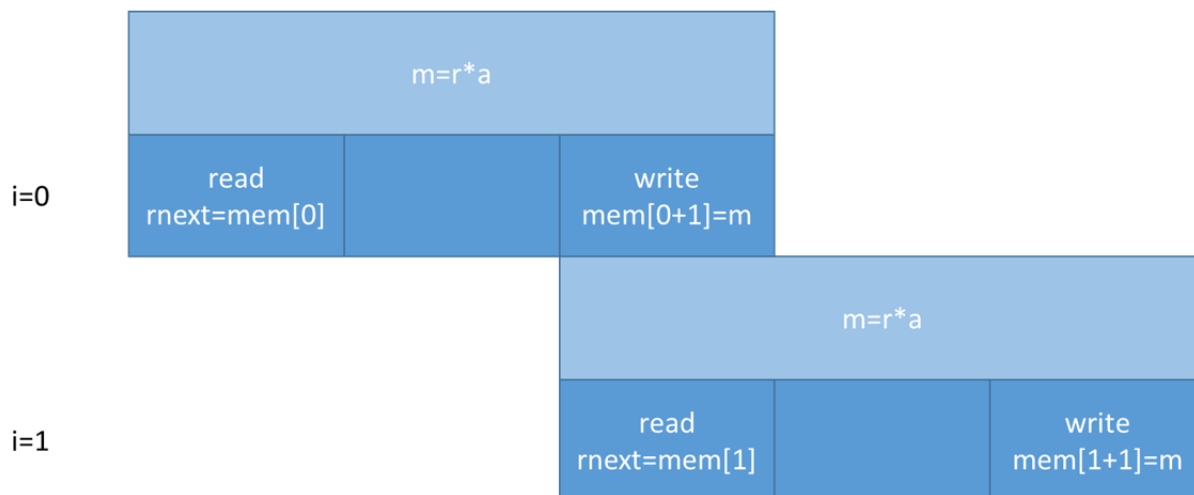 m=r*a
i=0
read
rnext=mem[0]
write
mem[0+1]=m
m=r*a
i=1
read
rnext=mem[1]
write
mem[1+1]=m